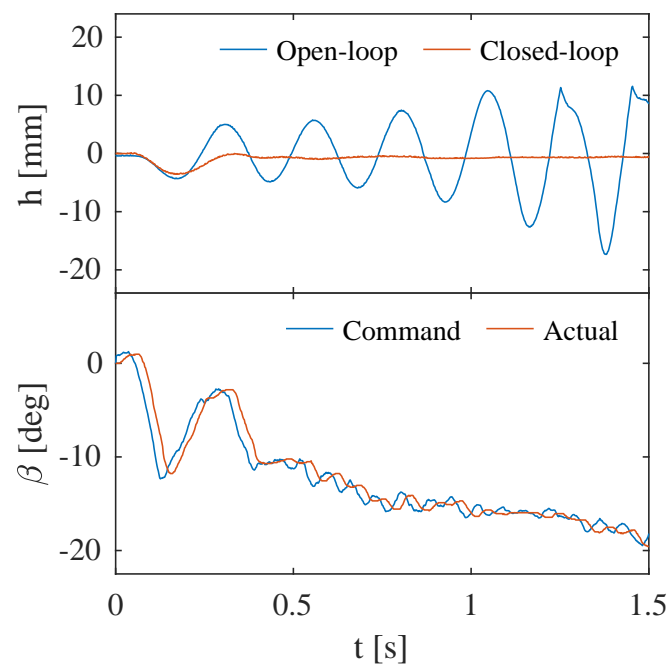 20
Open-loop Closed-loop
10
0
-10
-20
h [mm]
Command Actual
0
-10
-20
β [deg]
0 0.5 1 1.5
t [s]